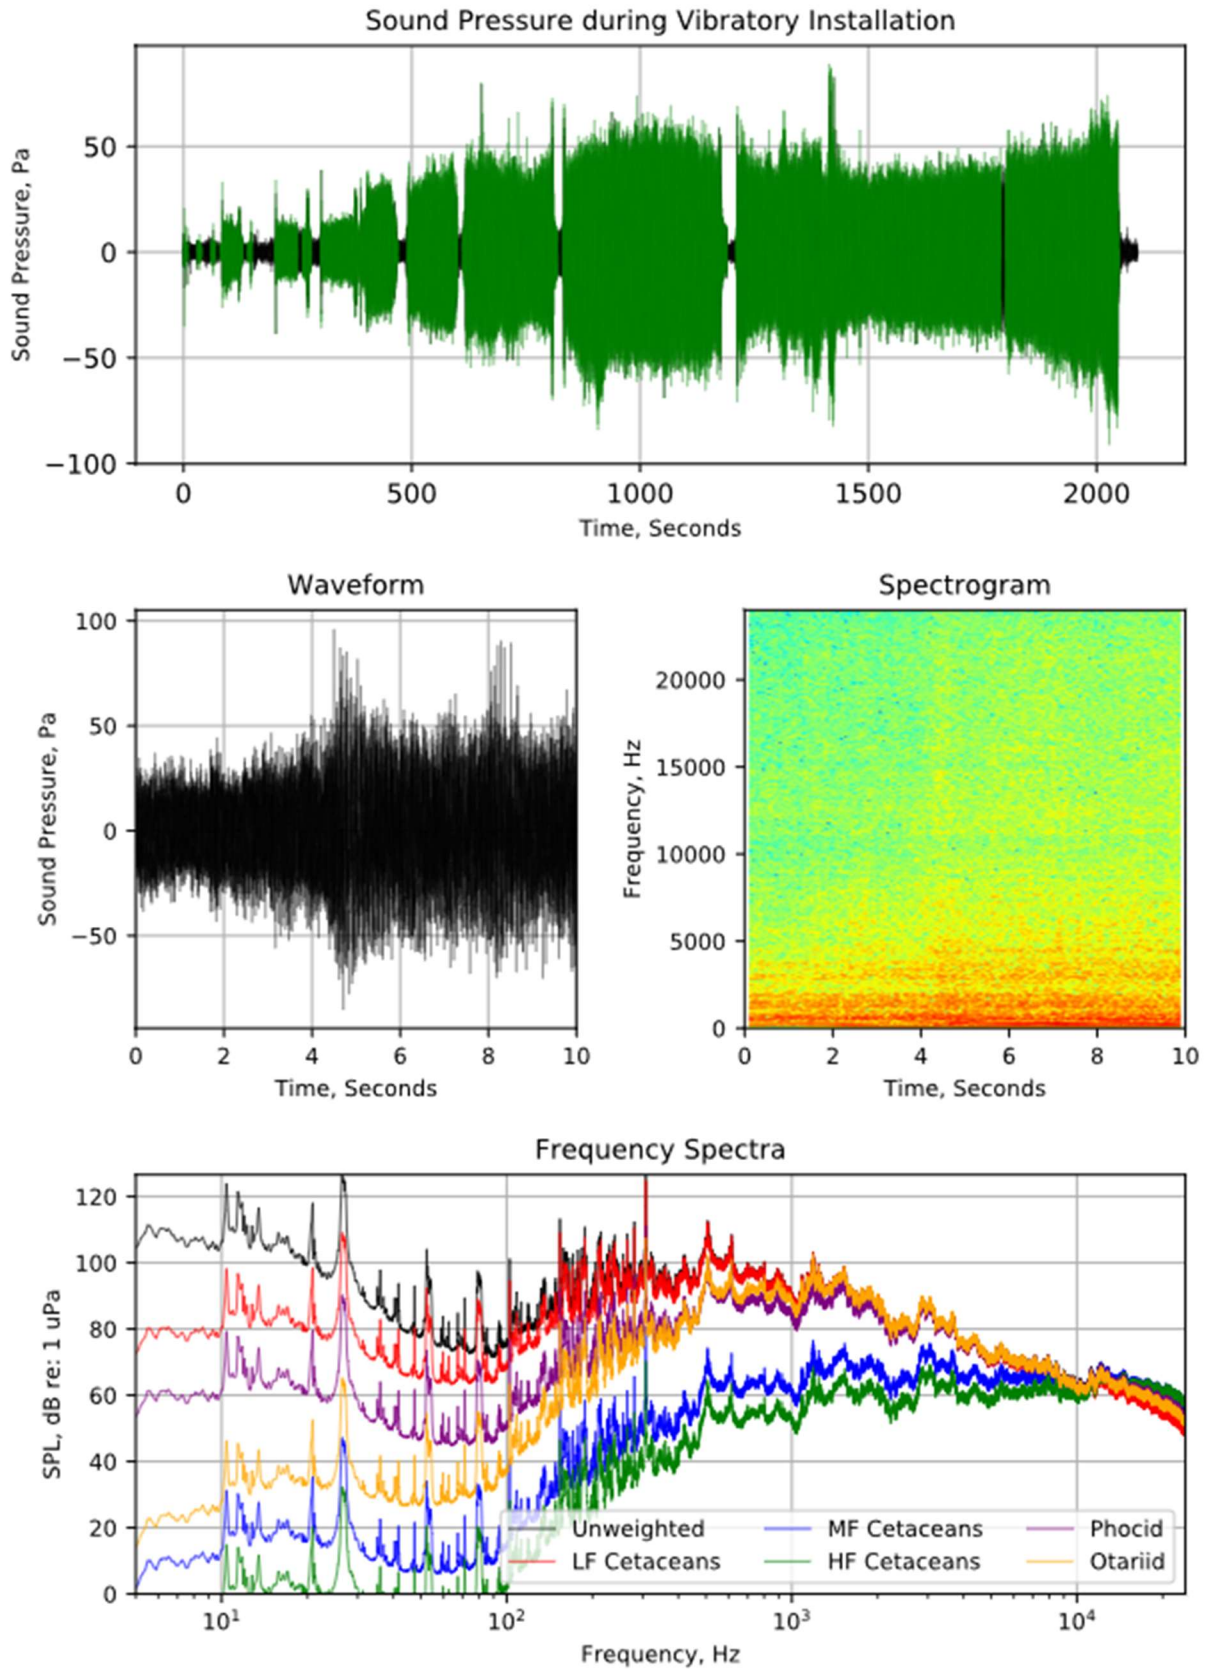 Sound Pressure during Vibratory Installation
Sound Pressure, Pa
50
0
−50
−100
0 500 1000 1500 2000
Time, Seconds
Waveform
Sound Pressure, Pa
100
50
0
−50
0 2 4 6 8 10
Time, Seconds
Spectrogram
Frequency, Hz
20000
15000
10000
5000
0
0 2 4 6 8 10
Time, Seconds
Frequency Spectra
SPL, dB re: 1 uPa
120
100
80
60
40
20
0
Unweighted MF Cetaceans Phocid
LF Cetaceans HF Cetaceans Otariid
10¹ 10² 10³ 10⁴
Frequency, Hz